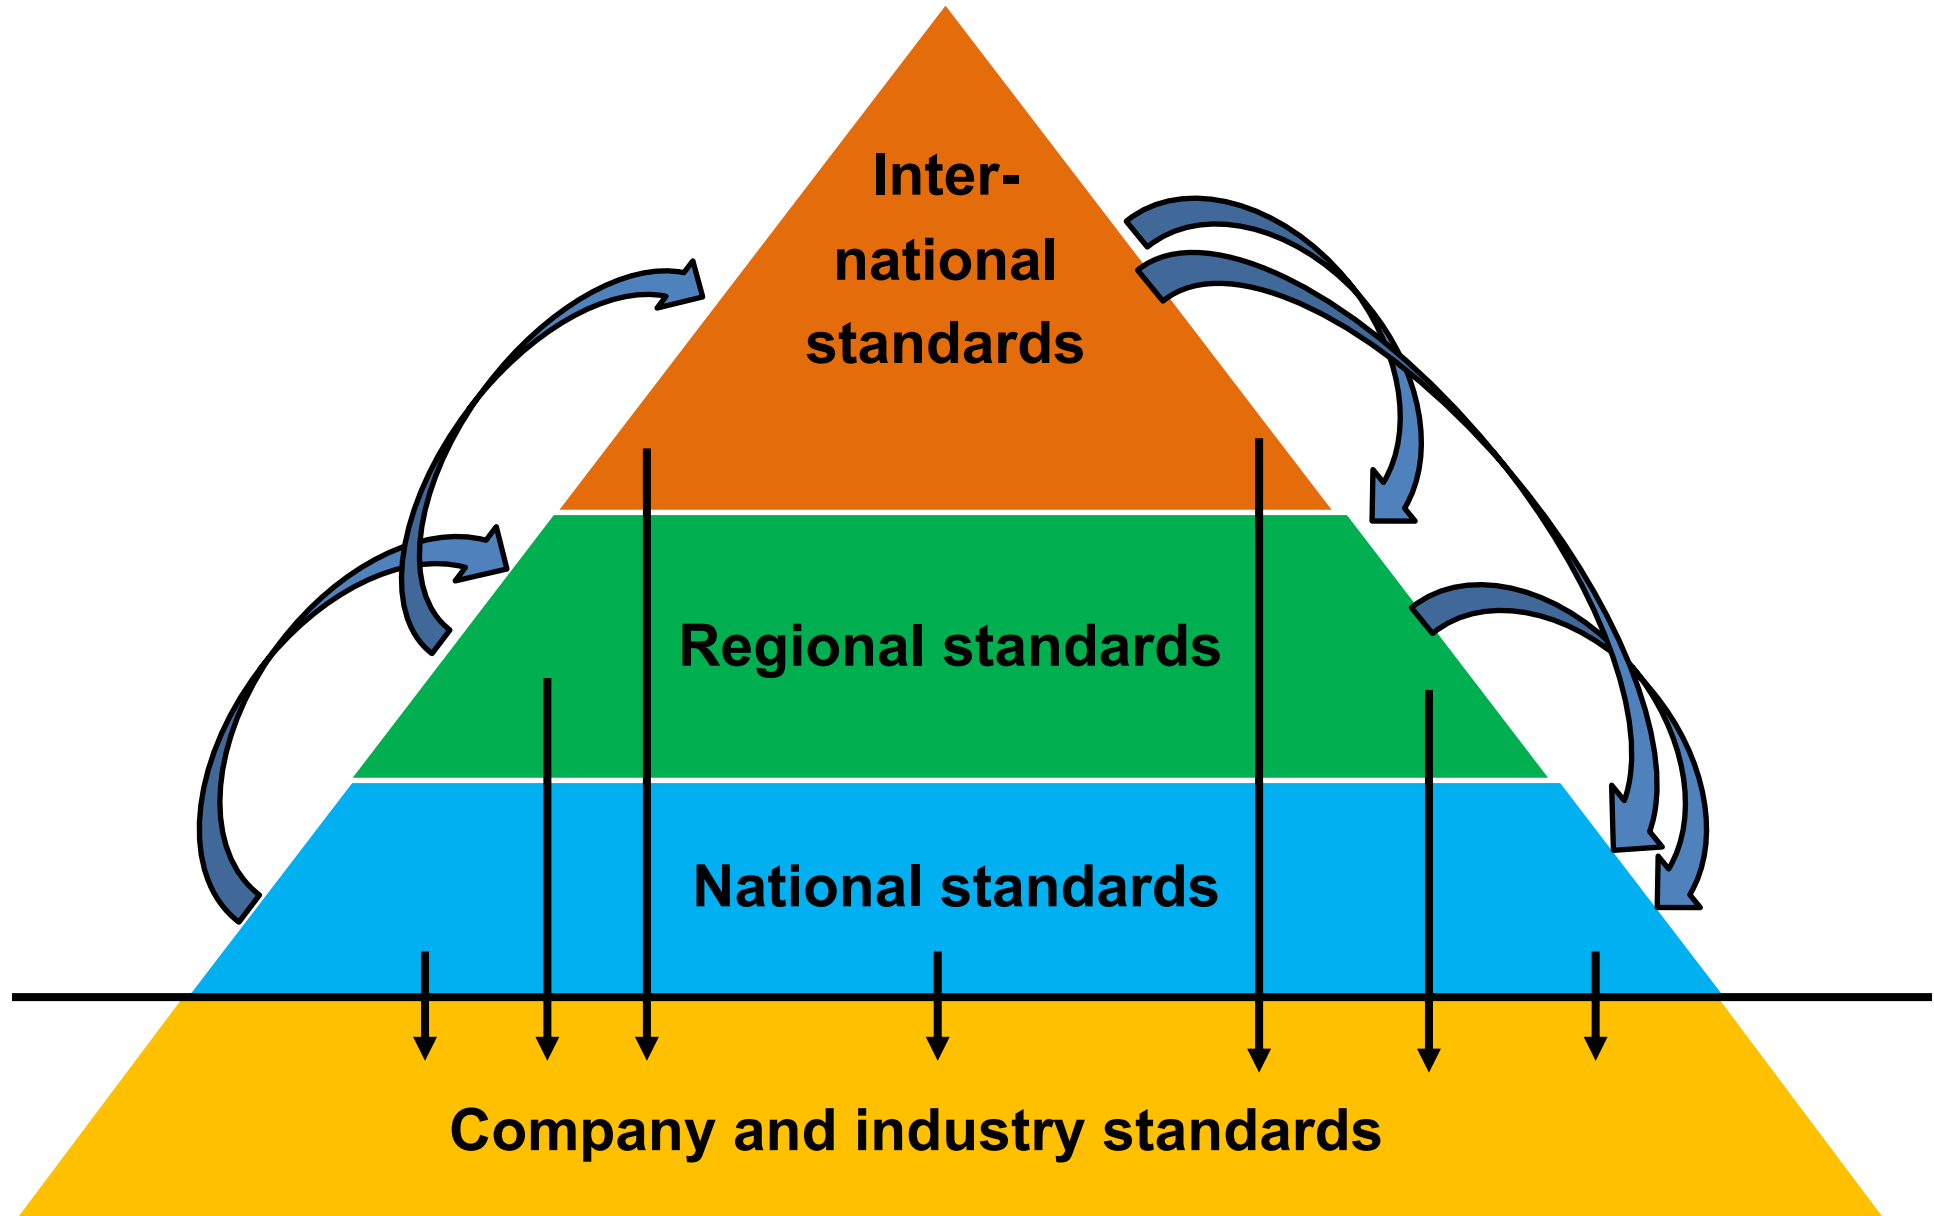 Inter-
national
standards
Regional standards
National standards
Company and industry standards